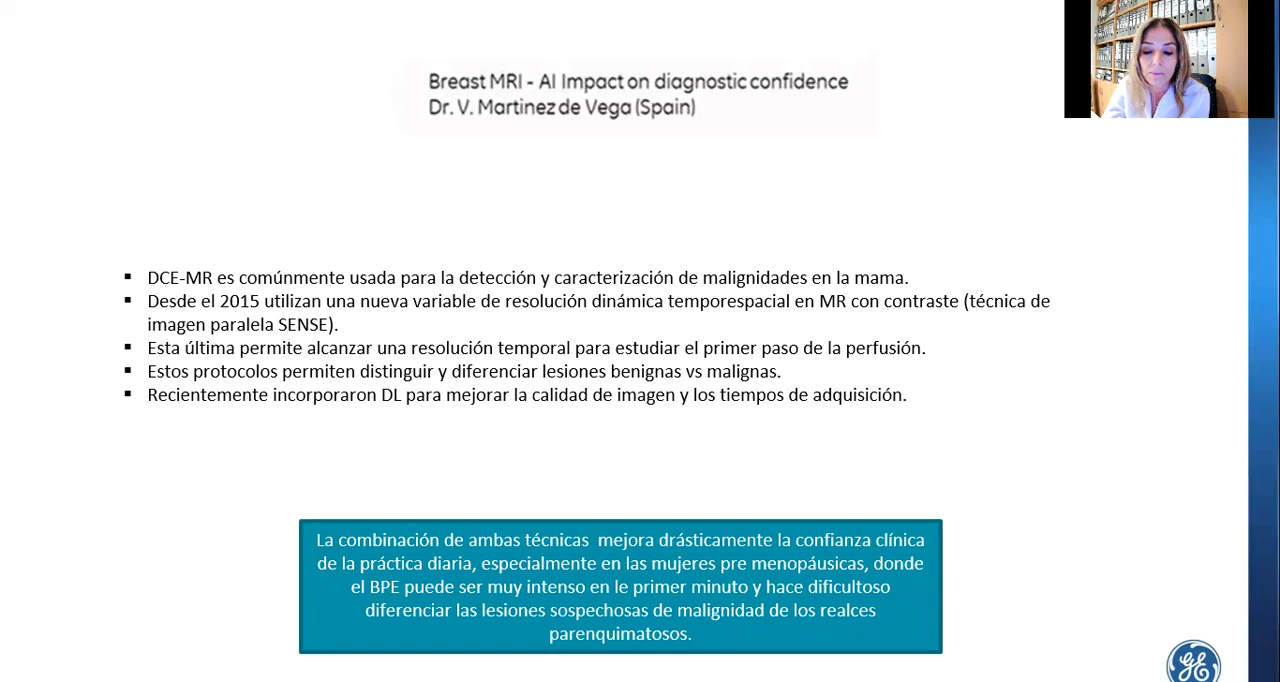 Breast MRI - AI Impact on diagnostic confidence
Dr. V. Martinez de Vega (Spain)
▪ DCE-MR es comúnmente usada para la detección y caracterización de malignidades en la mama.
▪ Desde el 2015 utilizan una nueva variable de resolución dinámica temporespacial en MR con contraste (técnica de
imagen paralela SENSE).
▪ Esta última permite alcanzar una resolución temporal para estudiar el primer paso de la perfusión.
▪ Estos protocolos permiten distinguir y diferenciar lesiones benignas vs malignas.
▪ Recientemente incorporaron DL para mejorar la calidad de imagen y los tiempos de adquisición.
La combinación de ambas técnicas mejora drásticamente la confianza clínica
de la práctica diaria, especialmente en las mujeres pre menopáusicas, donde
el BPE puede ser muy intenso en le primer minuto y hace dificultoso
diferenciar las lesiones sospechosas de malignidad de los realces
parenquimatosos.
GE